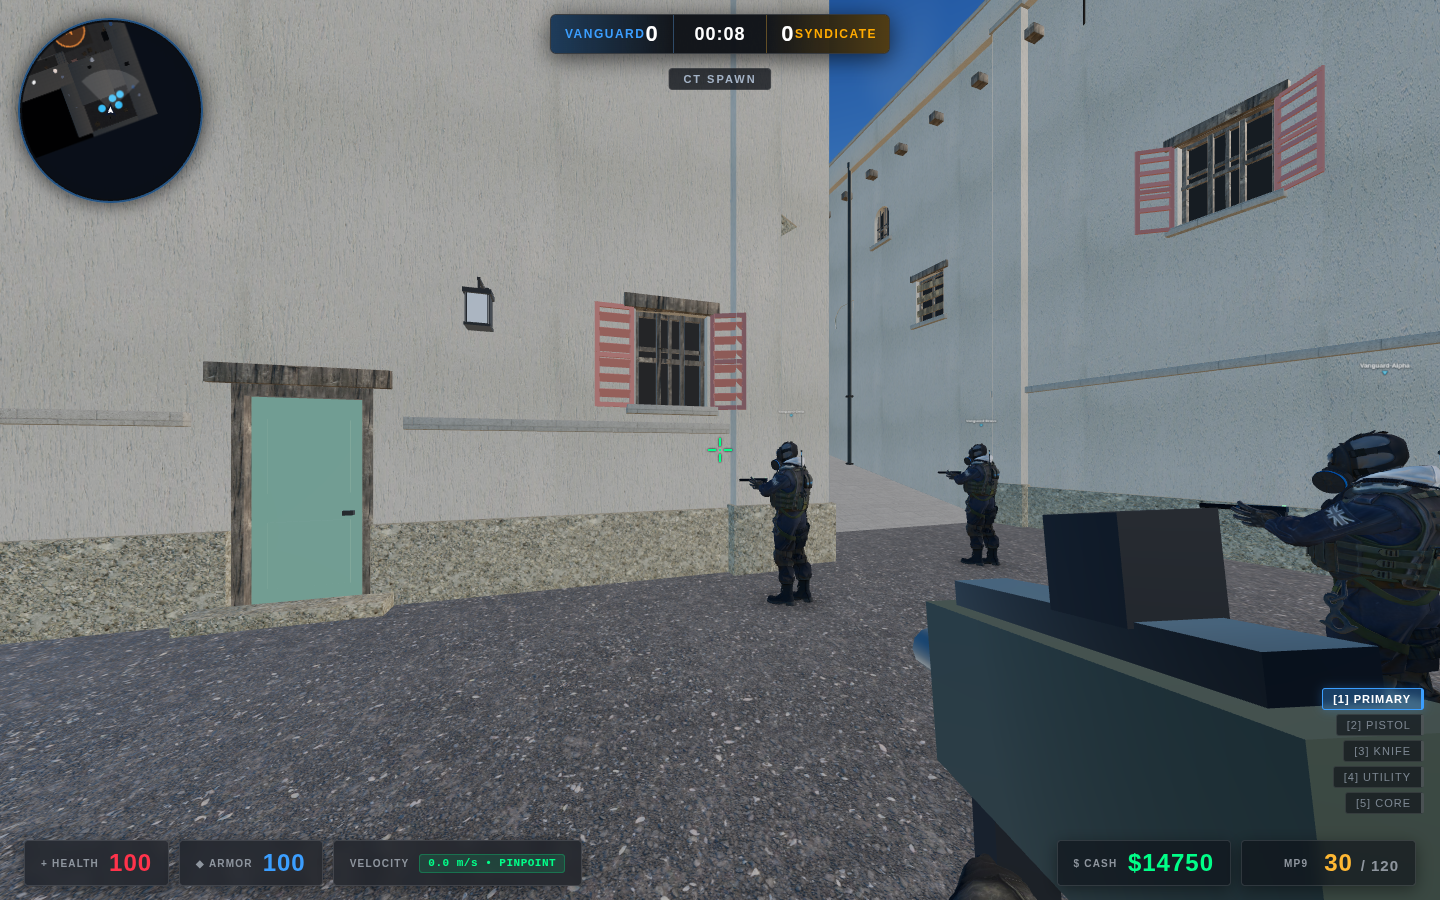 VANGUARD 0 00:08 0 SYNDICATE
CT SPAWN
Vanguard Alpha
[1] PRIMARY
[2] PISTOL
[3] KNIFE
[4] UTILITY
[5] CORE
+ HEALTH 100
◆ ARMOR 100
VELOCITY 0.0 m/s • PINPOINT
$ CASH $14750
MP9 30 / 120